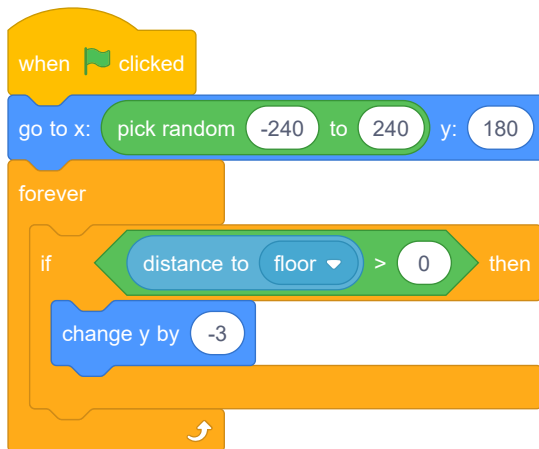 when clicked
go to x: pick random -240 to 240 y: 180
forever
if distance to floor > 0 then
change y by -3